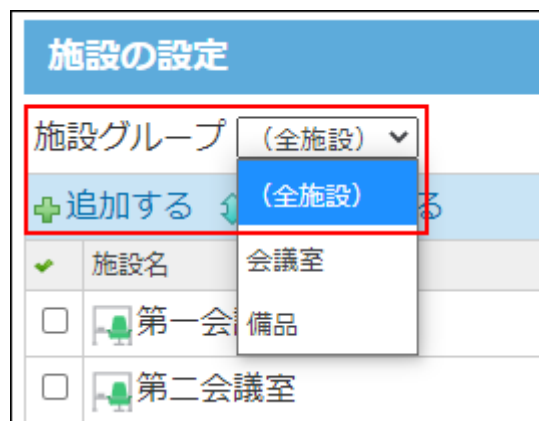 施設の設定
施設グループ (全施設)
追加する る
(全施設)
施設名
会議室
第一会
備品
第二会議室